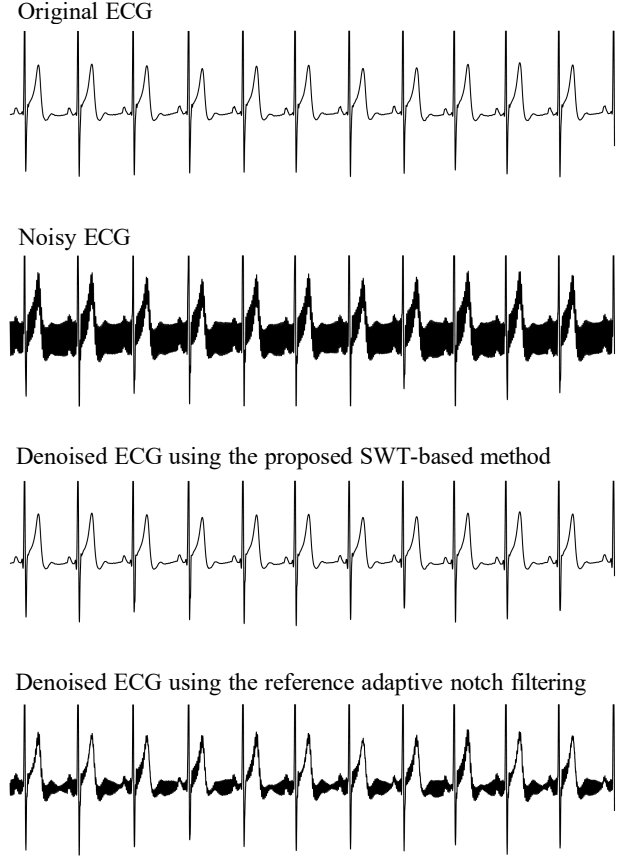 Original ECG
Noisy ECG
Denoised ECG using the proposed SWT-based method
Denoised ECG using the reference adaptive notch filtering